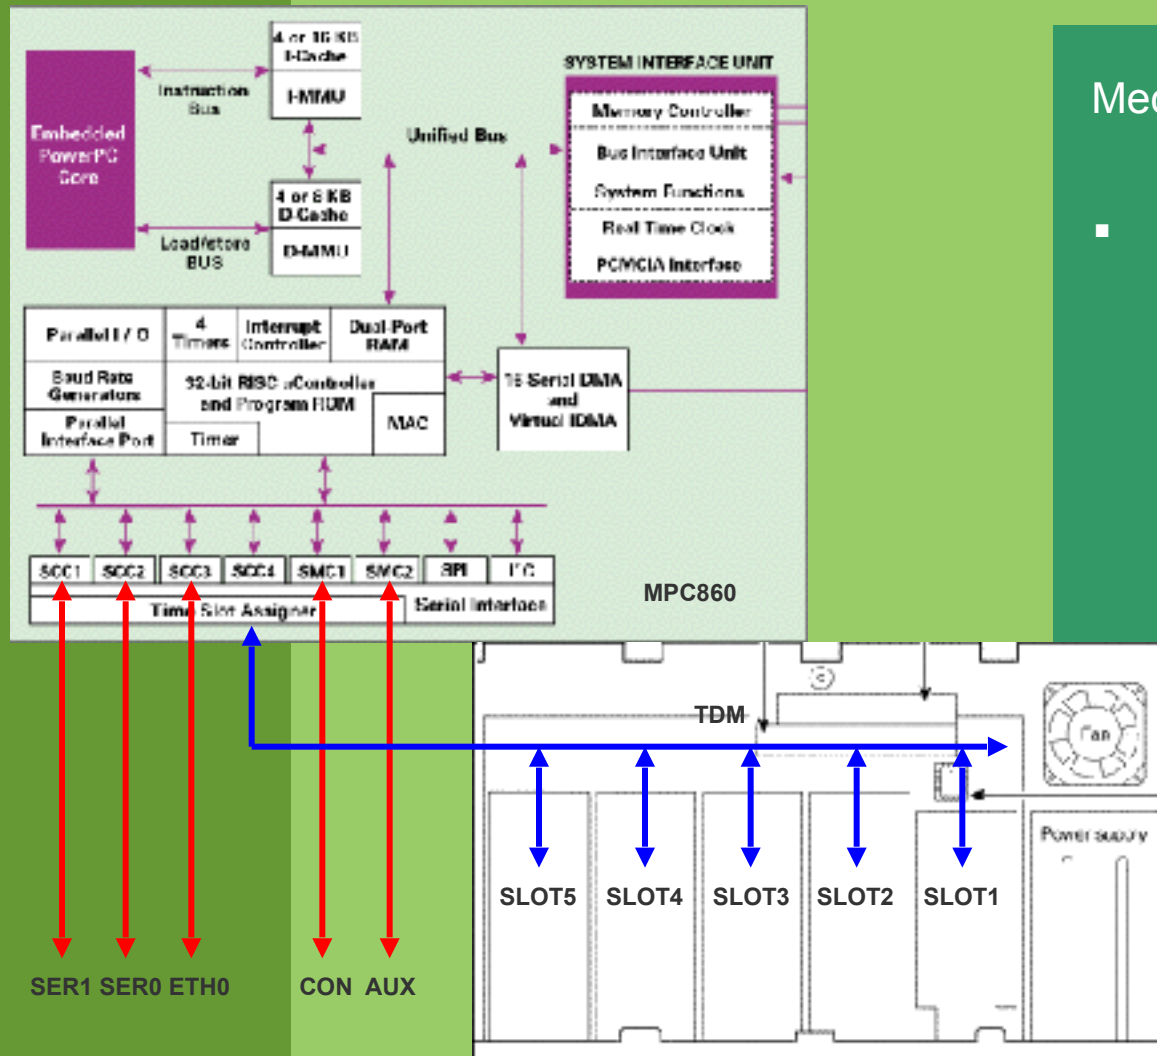 4 or 16 KB
I-Cache
I-MMU
Instruction
Bus
Embedded
PowerPC
Core
4 or 8 KB
D-Cache
D-MMU
Load/store
BUS
Unified Bus
SYSTEM INTERFACE UNIT
Memory Controller
Bus Interface Unit
System Functions
Real Time Clock
PCMCIA Interface
Parallel I / O
4
Timers
Interrupt
Controller
Dual-Port
RAM
Baud Rate
Generators
32-bit RISC uController
and Program ROM
MAC
Parallel
Interface Port
Timer
16 Serial DMA
and
Virtual IDMA
SCC1 SCC2 SCC3 SCC4 SMC1 SMC2 SPI I²C
Time Slot Assigner
Serial Interface
MPC860
Med
TDM
Fan
Power supply
SLOT5 SLOT4 SLOT3 SLOT2 SLOT1
SER1 SER0 ETH0 CON AUX